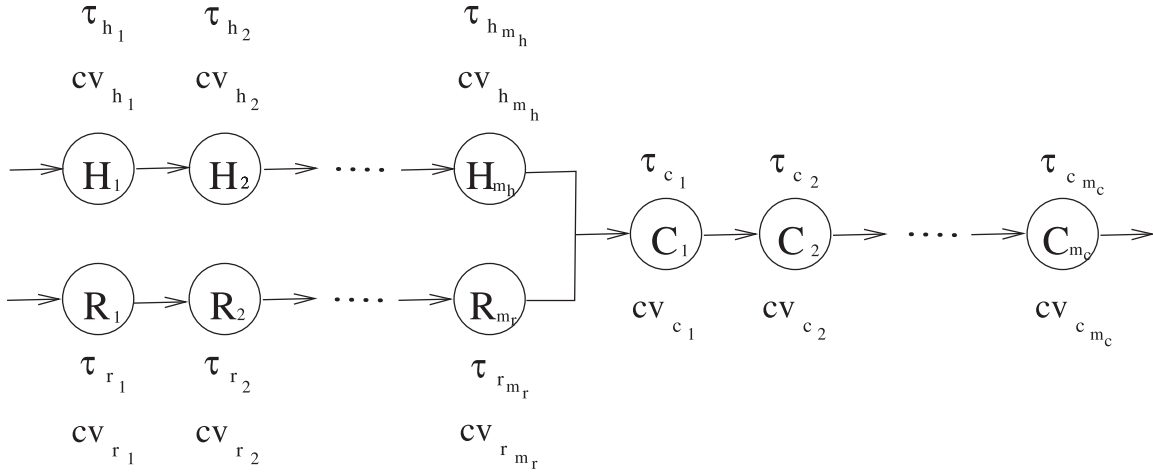 τ h 1 τ h 2 τ h m h
cv h 1 cv h 2 cv h m h
H 1 H 2 .... H m h
τ c 1 τ c 2 τ c m c
C 1 C 2 .... C m c
cv c 1 cv c 2 cv c m c
R 1 R 2 .... R m r
τ r 1 τ r 2 τ r m r
cv r 1 cv r 2 cv r m r